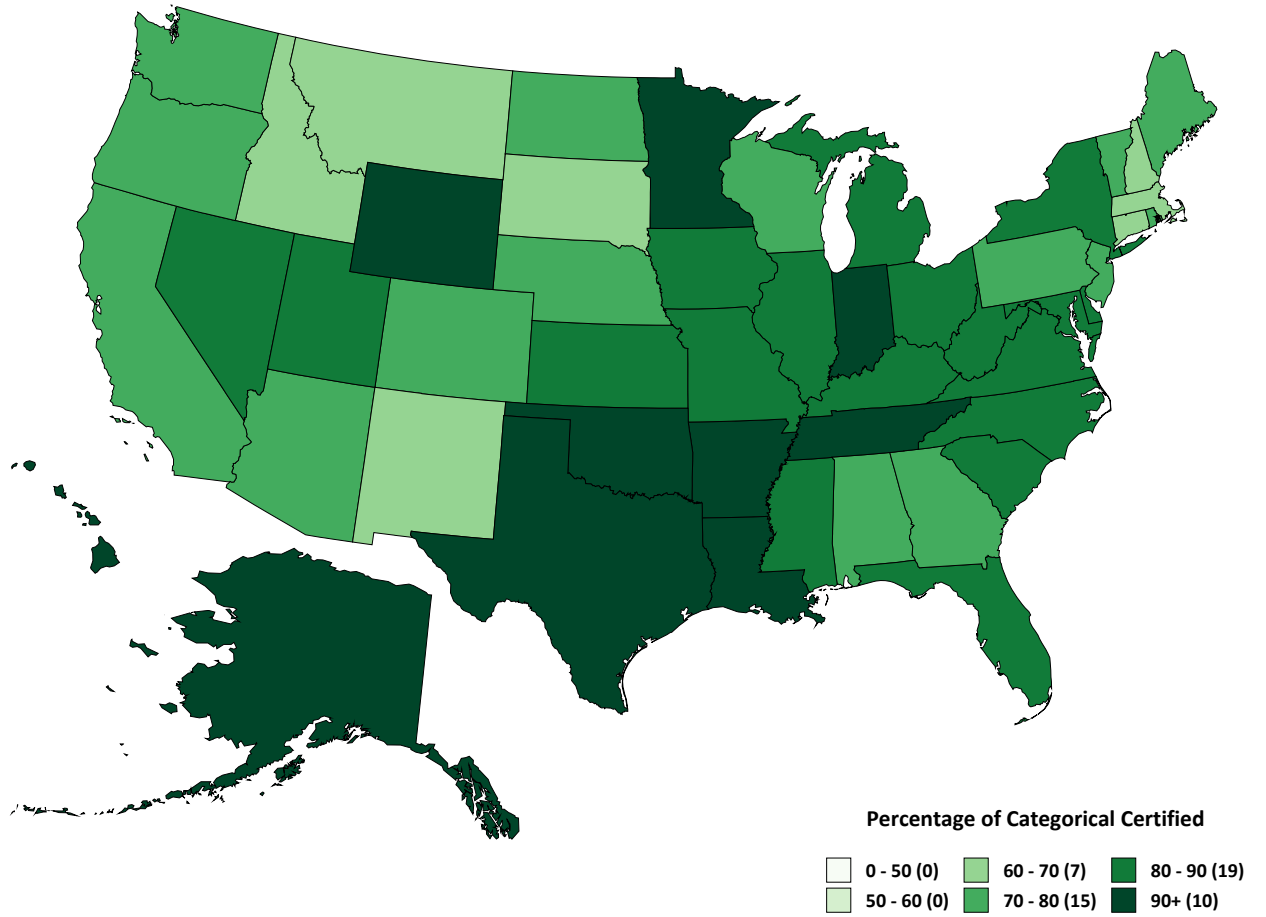 Percentage of Categorical Certified
0 - 50 (0) 60 - 70 (7) 80 - 90 (19)
50 - 60 (0) 70 - 80 (15) 90+ (10)